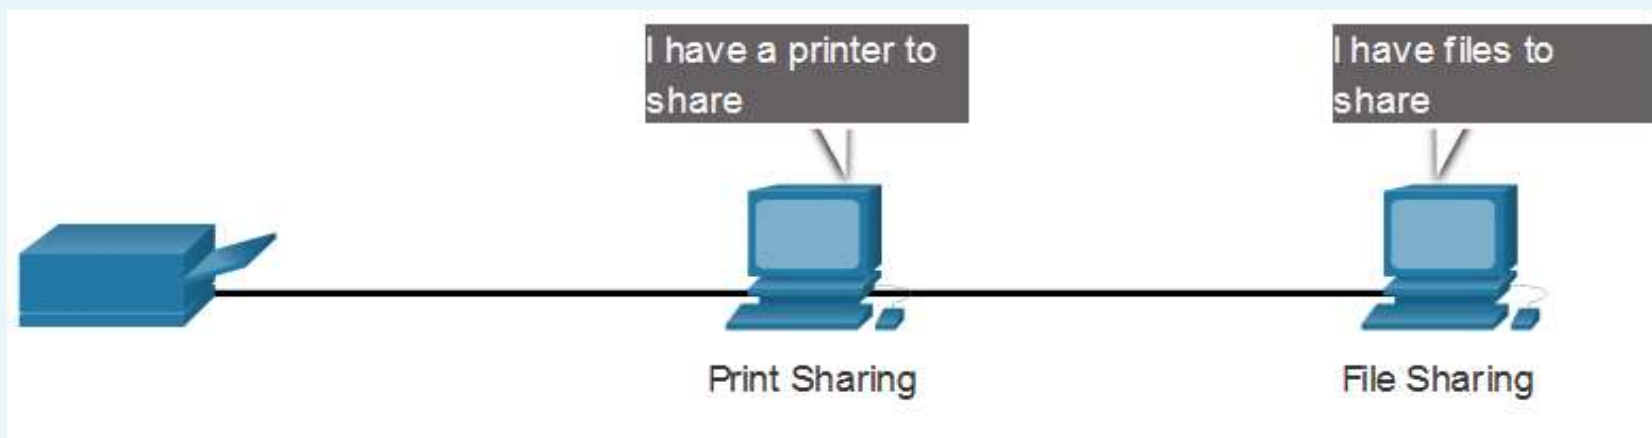 I have a printer to
share
I have files to
share
Print Sharing
File Sharing